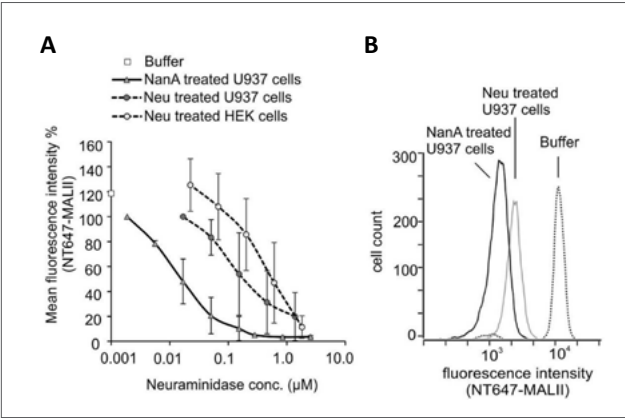 A
B
Buffer
NanA treated U937 cells
Neu treated U937 cells
Neu treated HEK cells
Mean fluorescence intensity %
(NT647-MALII)
160
140
120
100
80
60
40
20
0
0.001
0.01
0.1
1.0
10.0
Neuraminidase conc. (µM)
Neu treated
U937 cells
NanA treated
U937 cells
Buffer
cell count
300
200
100
0
10³
10⁴
fluorescence intensity
(NT647-MALII)